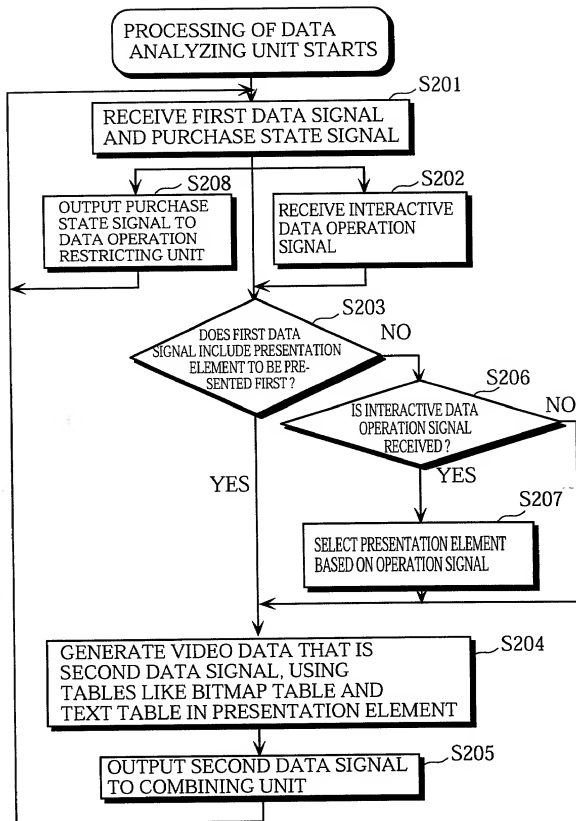 PROCESSING OF DATA
ANALYZING UNIT STARTS
S201
RECEIVE FIRST DATA SIGNAL
AND PURCHASE STATE SIGNAL
S208
OUTPUT PURCHASE
STATE SIGNAL TO
DATA OPERATION
RESTRICTING UNIT
S202
RECEIVE INTERACTIVE
DATA OPERATION
SIGNAL
S203
DOES FIRST DATA
SIGNAL INCLUDE PRESENTATION
ELEMENT TO BE PRE-
SENTED FIRST ?
NO
S206
IS INTERACTIVE DATA
OPERATION SIGNAL
RECEIVED ?
NO
YES
YES
S207
SELECT PRESENTATION ELEMENT
BASED ON OPERATION SIGNAL
S204
GENERATE VIDEO DATA THAT IS
SECOND DATA SIGNAL, USING
TABLES LIKE BITMAP TABLE AND
TEXT TABLE IN PRESENTATION ELEMENT
S205
OUTPUT SECOND DATA SIGNAL
TO COMBINING UNIT